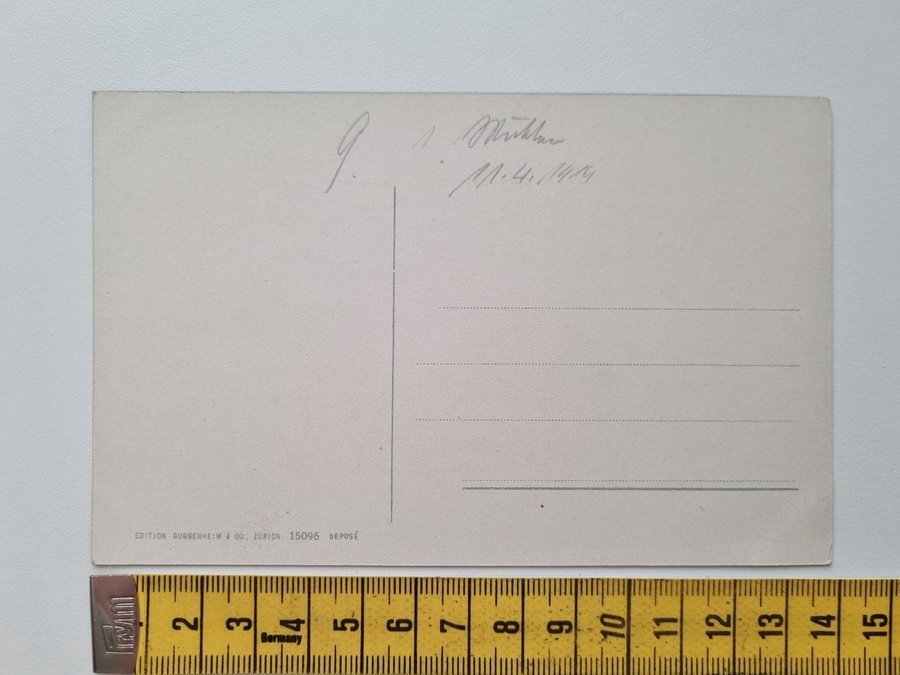 9.
11.4.1914
EDITION GUGGENHEIM & CO., ZÜRICH 15096 DEPOSÉ
PRYM
2 3 4 5 6 7 8 9 10 11 12 13 14 15
Germany